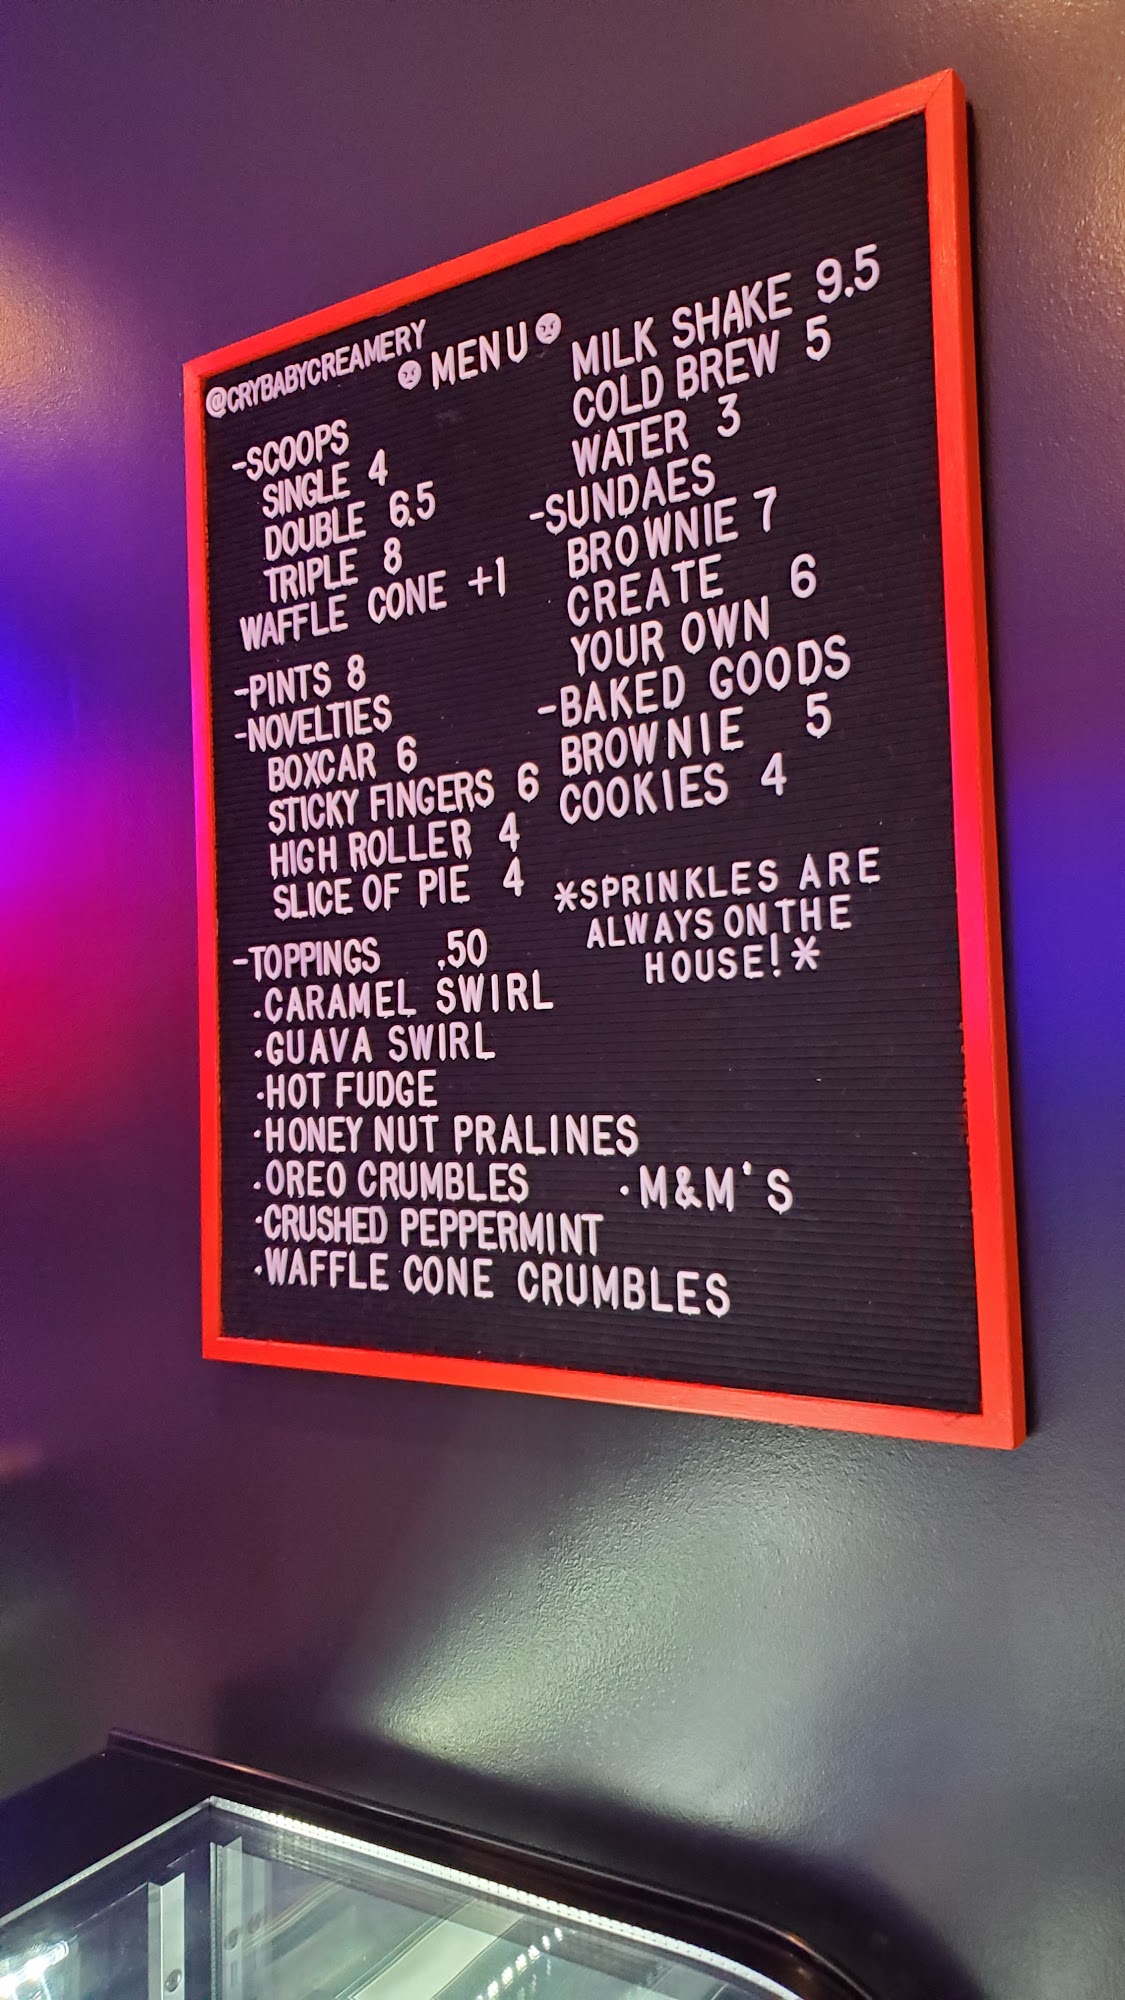 @CRYBABYCREAMERY
MENU
-SCOOPS
SINGLE 4
DOUBLE 6.5
TRIPLE 8
WAFFLE CONE +1
-PINTS 8
-NOVELTIES
BOXCAR 6
STICKY FINGERS 6
HIGH ROLLER 4
SLICE OF PIE 4
-TOPPINGS .50
.CARAMEL SWIRL
.GUAVA SWIRL
.HOT FUDGE
.HONEY NUT PRALINES
.OREO CRUMBLES
.CRUSHED PEPPERMINT
.WAFFLE CONE CRUMBLES
.M&M'S
MILK SHAKE 9.5
COLD BREW 5
WATER 3
-SUNDAES
BROWNIE 7
CREATE
YOUR OWN 6
-BAKED GOODS
BROWNIE 5
COOKIES 4
*SPRINKLES ARE
ALWAYS ON THE
HOUSE!*